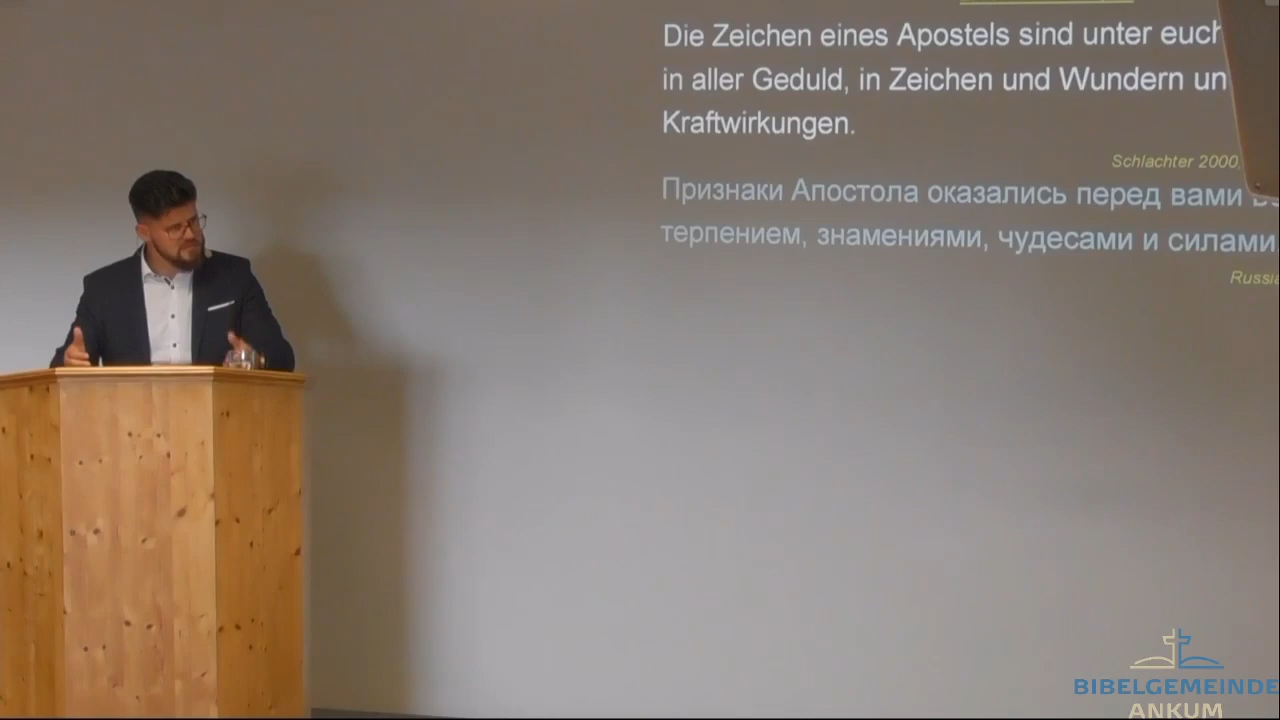 Die Zeichen eines Apostels sind unter euch
in aller Geduld, in Zeichen und Wundern un
Kraftwirkungen.
Schlachter 2000,
Признаки Апостола оказались перед вами
терпением, знамениями, чудесами и силами
Russia
BIBELGEMEINDE
ANKUM